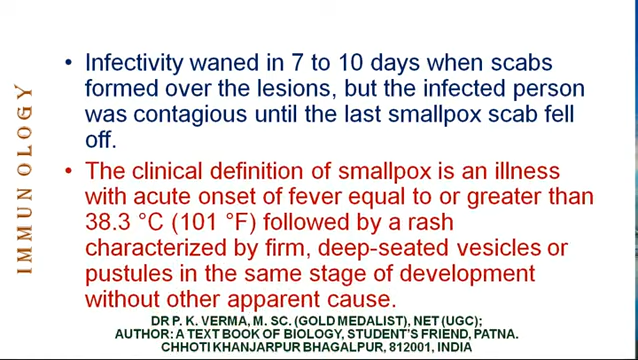 • Infectivity waned in 7 to 10 days when scabs
formed over the lesions, but the infected person
was contagious until the last smallpox scab fell
off.
• The clinical definition of smallpox is an illness
with acute onset of fever equal to or greater than
38.3 °C (101 °F) followed by a rash
characterized by firm, deep-seated vesicles or
pustules in the same stage of development
without other apparent cause.
IMMUN OLOGY
DR P. K. VERMA, M. SC. (GOLD MEDALIST), NET (UGC);
AUTHOR: A TEXT BOOK OF BIOLOGY, STUDENT'S FRIEND, PATNA.
CHHOTI KHANJARPUR BHAGALPUR, 812001, INDIA